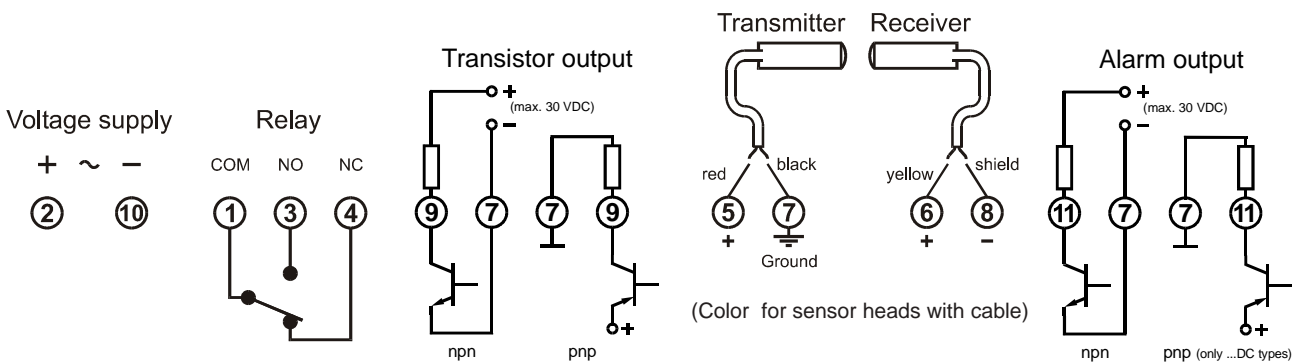 Voltage supply
+ ~ −
2 10
Relay
COM NO NC
1 3 4
Transistor output
+
(max. 30 VDC)
−
9 7 7 9
+
npn pnp
Transmitter Receiver
red black yellow shield
5 7 6 8
+ + −
Ground
(Color for sensor heads with cable)
Alarm output
+
(max. 30 VDC)
−
11 7 7 11
+
npn pnp (only ...DC types)